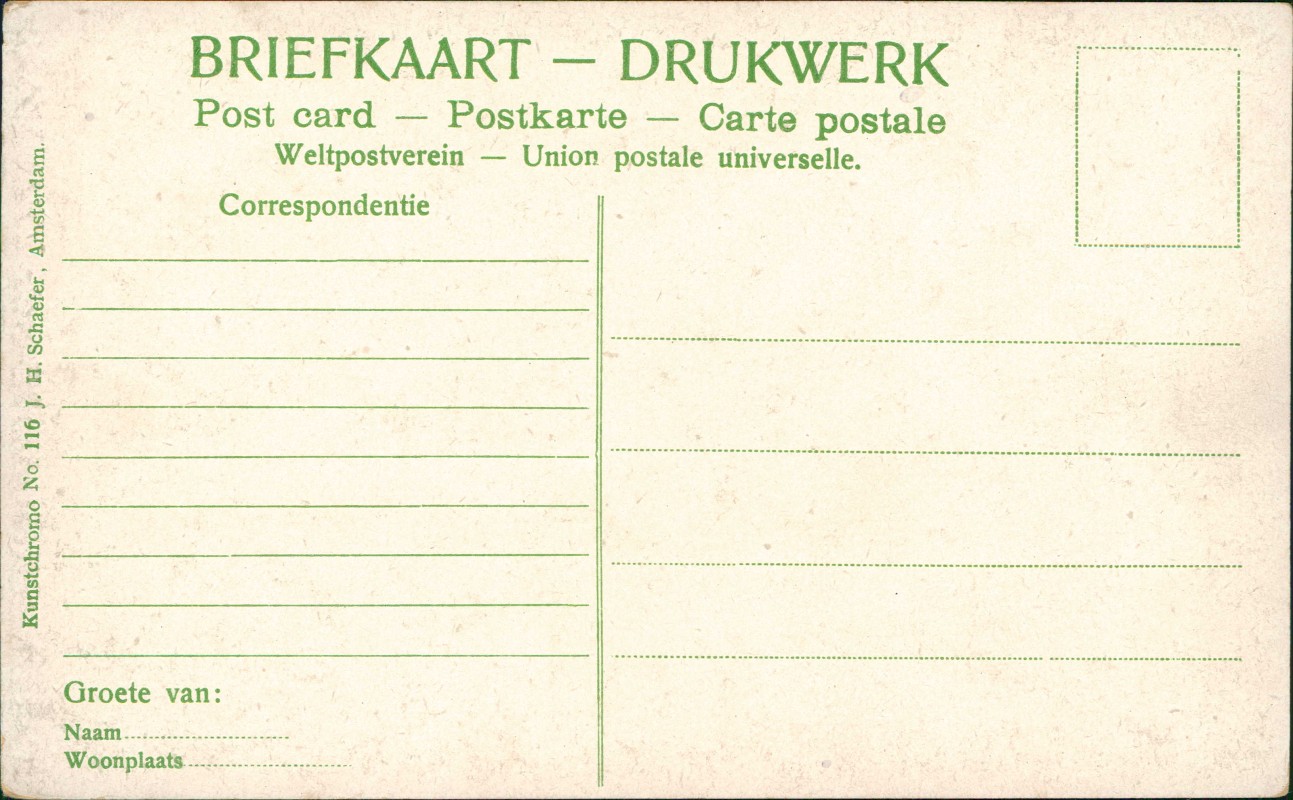 BRIEFKAART — DRUKWERK
Post card — Postkarte — Carte postale
Weltpostverein — Union postale universelle.
Correspondentie
Kunstchromo No. 116 J. H. Schaefer, Amsterdam.
Groete van:
Naam
Woonplaats